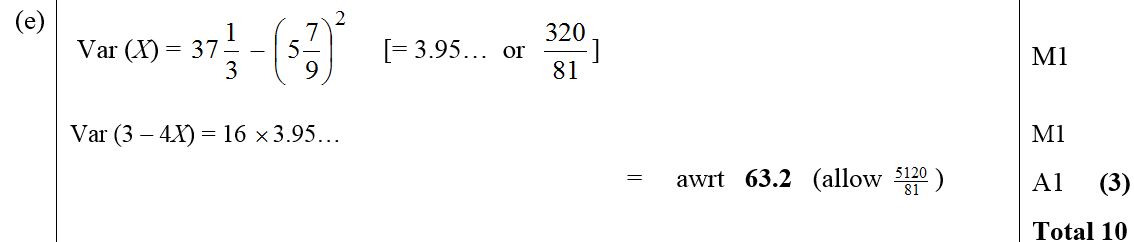 (e) Var (X) = 37 1/3 – (5 7/9)² [= 3.95… or 320/81] M1
Var (3 – 4X) = 16 × 3.95… M1
= awrt 63.2 (allow 5120/81) A1 (3)
Total 10